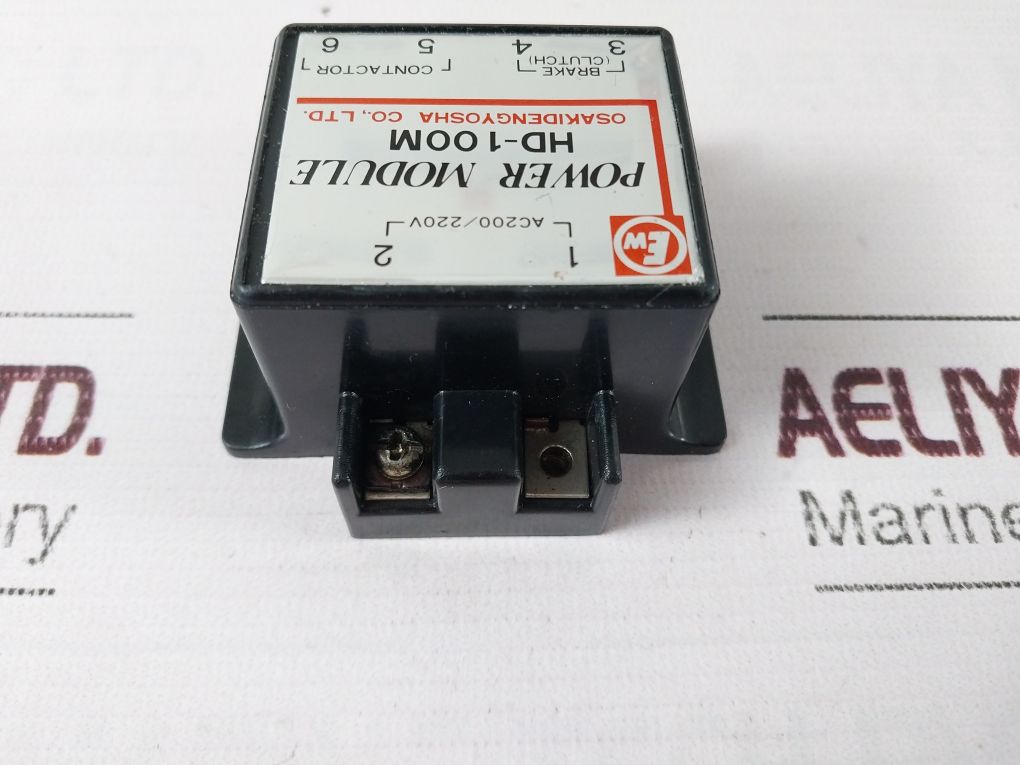 1 2
AC200/220V
POWER MODULE
HD-100M
OSAKIDENGYOSHA CO., LTD.
BRAKE
(CLUTCH)
CONTACTOR
3 4 5 6
EW
TD.
ry
AELIY
Marine